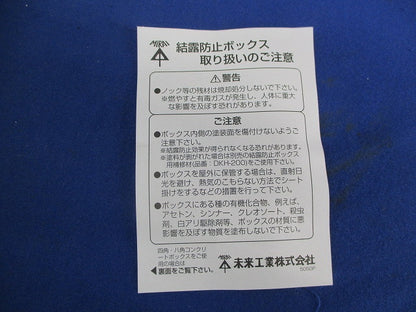 MIRAI
結露防止ボックス
取り扱いのご注意
⚠警告
●ノック等の残材は焼却処分しないで下さい。
※燃やすと有毒ガスが発生し、人体に重大
な影響を及ぼす恐れがあります。
ご注意
●ボックス内側の塗装面を傷付けないようご
注意下さい。
※結露防止効果が得られなくなる恐れがあります。
※塗料が剥がれた場合は別売の結露防止ボックス
用補修材(品番：DKH-200)をご使用下さい。
●ボックスを屋外に保管する場合は、直射日
光を避け、熱気のこもらない方法でシート
掛けをするなどの措置を行って下さい。
●ボックスにある種の有機化合物、例えば、
アセトン、シンナー、クレオソート、殺虫
剤、白アリ駆除剤等、ボックスの材質に悪
影響を及ぼす物質を塗布しないで下さい。
四角・八角コンクリ
ートボックスをご使
用の場合は
◀裏面をご覧下さい。
MIRAI 未来工業株式会社